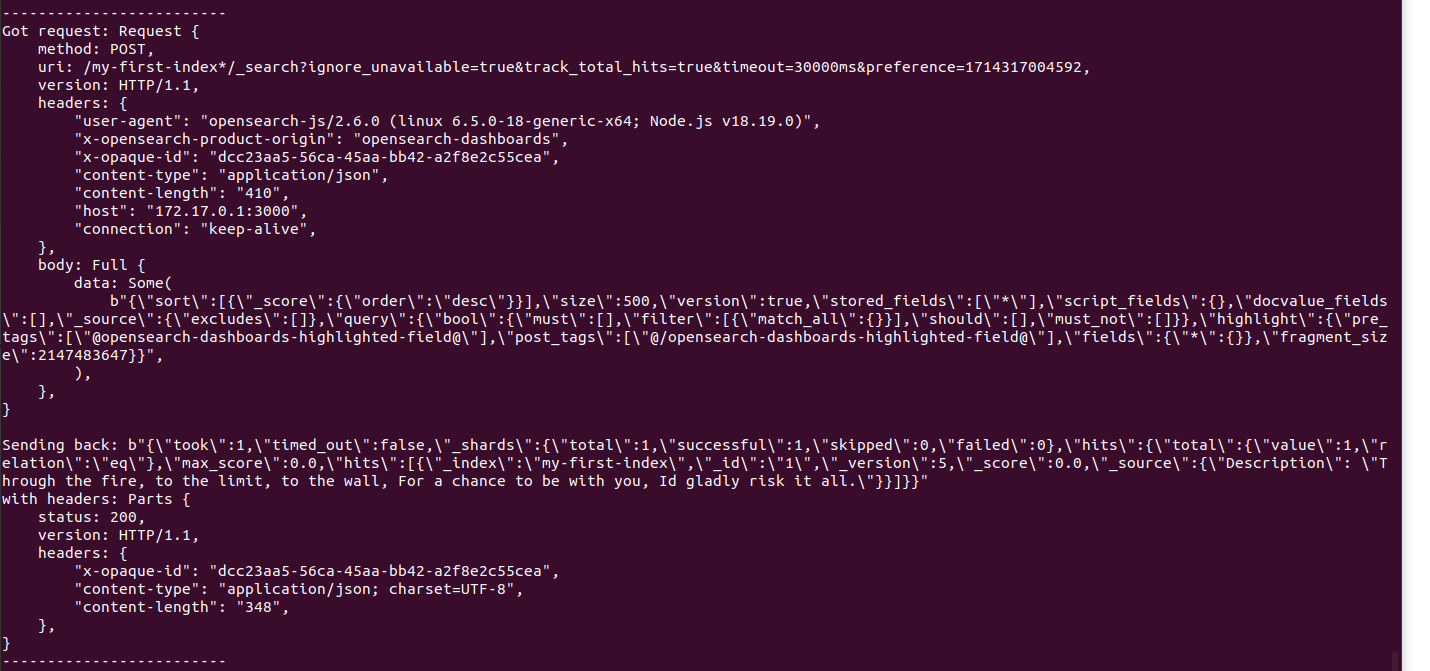 -------------------------
Got request: Request {
    method: POST,
    uri: /my-first-index*/_search?ignore_unavailable=true&track_total_hits=true&timeout=30000ms&preference=1714317004592,
    version: HTTP/1.1,
    headers: {
        "user-agent": "opensearch-js/2.6.0 (linux 6.5.0-18-generic-x64; Node.js v18.19.0)",
        "x-opensearch-product-origin": "opensearch-dashboards",
        "x-opaque-id": "dcc23aa5-56ca-45aa-bb42-a2f8e2c55cea",
        "content-type": "application/json",
        "content-length": "410",
        "host": "172.17.0.1:3000",
        "connection": "keep-alive",
    },
    body: Full {
        data: Some(
            b"{\"sort\":[{\"_score\":{\"order\":\"desc\"}}],\"size\":500,\"version\":true,\"stored_fields\":[\"*\"],\"script_fields\":{},\"docvalue_fields
\":[],\"_source\":{\"excludes\":[]},\"query\":{\"bool\":{\"must\":[],\"filter\":[{\"match_all\":{}}],\"should\":[],\"must_not\":[]}},\"highlight\":{\"pre_
tags\":[\"@opensearch-dashboards-highlighted-field@\"],\"post_tags\":[\"@/opensearch-dashboards-highlighted-field@\"],\"fields\":{\"*\":{}},\"fragment_siz
e\":2147483647}}",
        ),
    },
}

Sending back: b"{\"took\":1,\"timed_out\":false,\"_shards\":{\"total\":1,\"successful\":1,\"skipped\":0,\"failed\":0},\"hits\":{\"total\":{\"value\":1,\"r
elation\":\"eq\"},\"max_score\":0.0,\"hits\":[{\"_index\":\"my-first-index\",\"_id\":\"1\",\"_version\":5,\"_score\":0.0,\"_source\":{\"Description\": \"T
hrough the fire, to the limit, to the wall, For a chance to be with you, Id gladly risk it all.\"}}]}}"
with headers: Parts {
    status: 200,
    version: HTTP/1.1,
    headers: {
        "x-opaque-id": "dcc23aa5-56ca-45aa-bb42-a2f8e2c55cea",
        "content-type": "application/json; charset=UTF-8",
        "content-length": "348",
    },
}
-------------------------